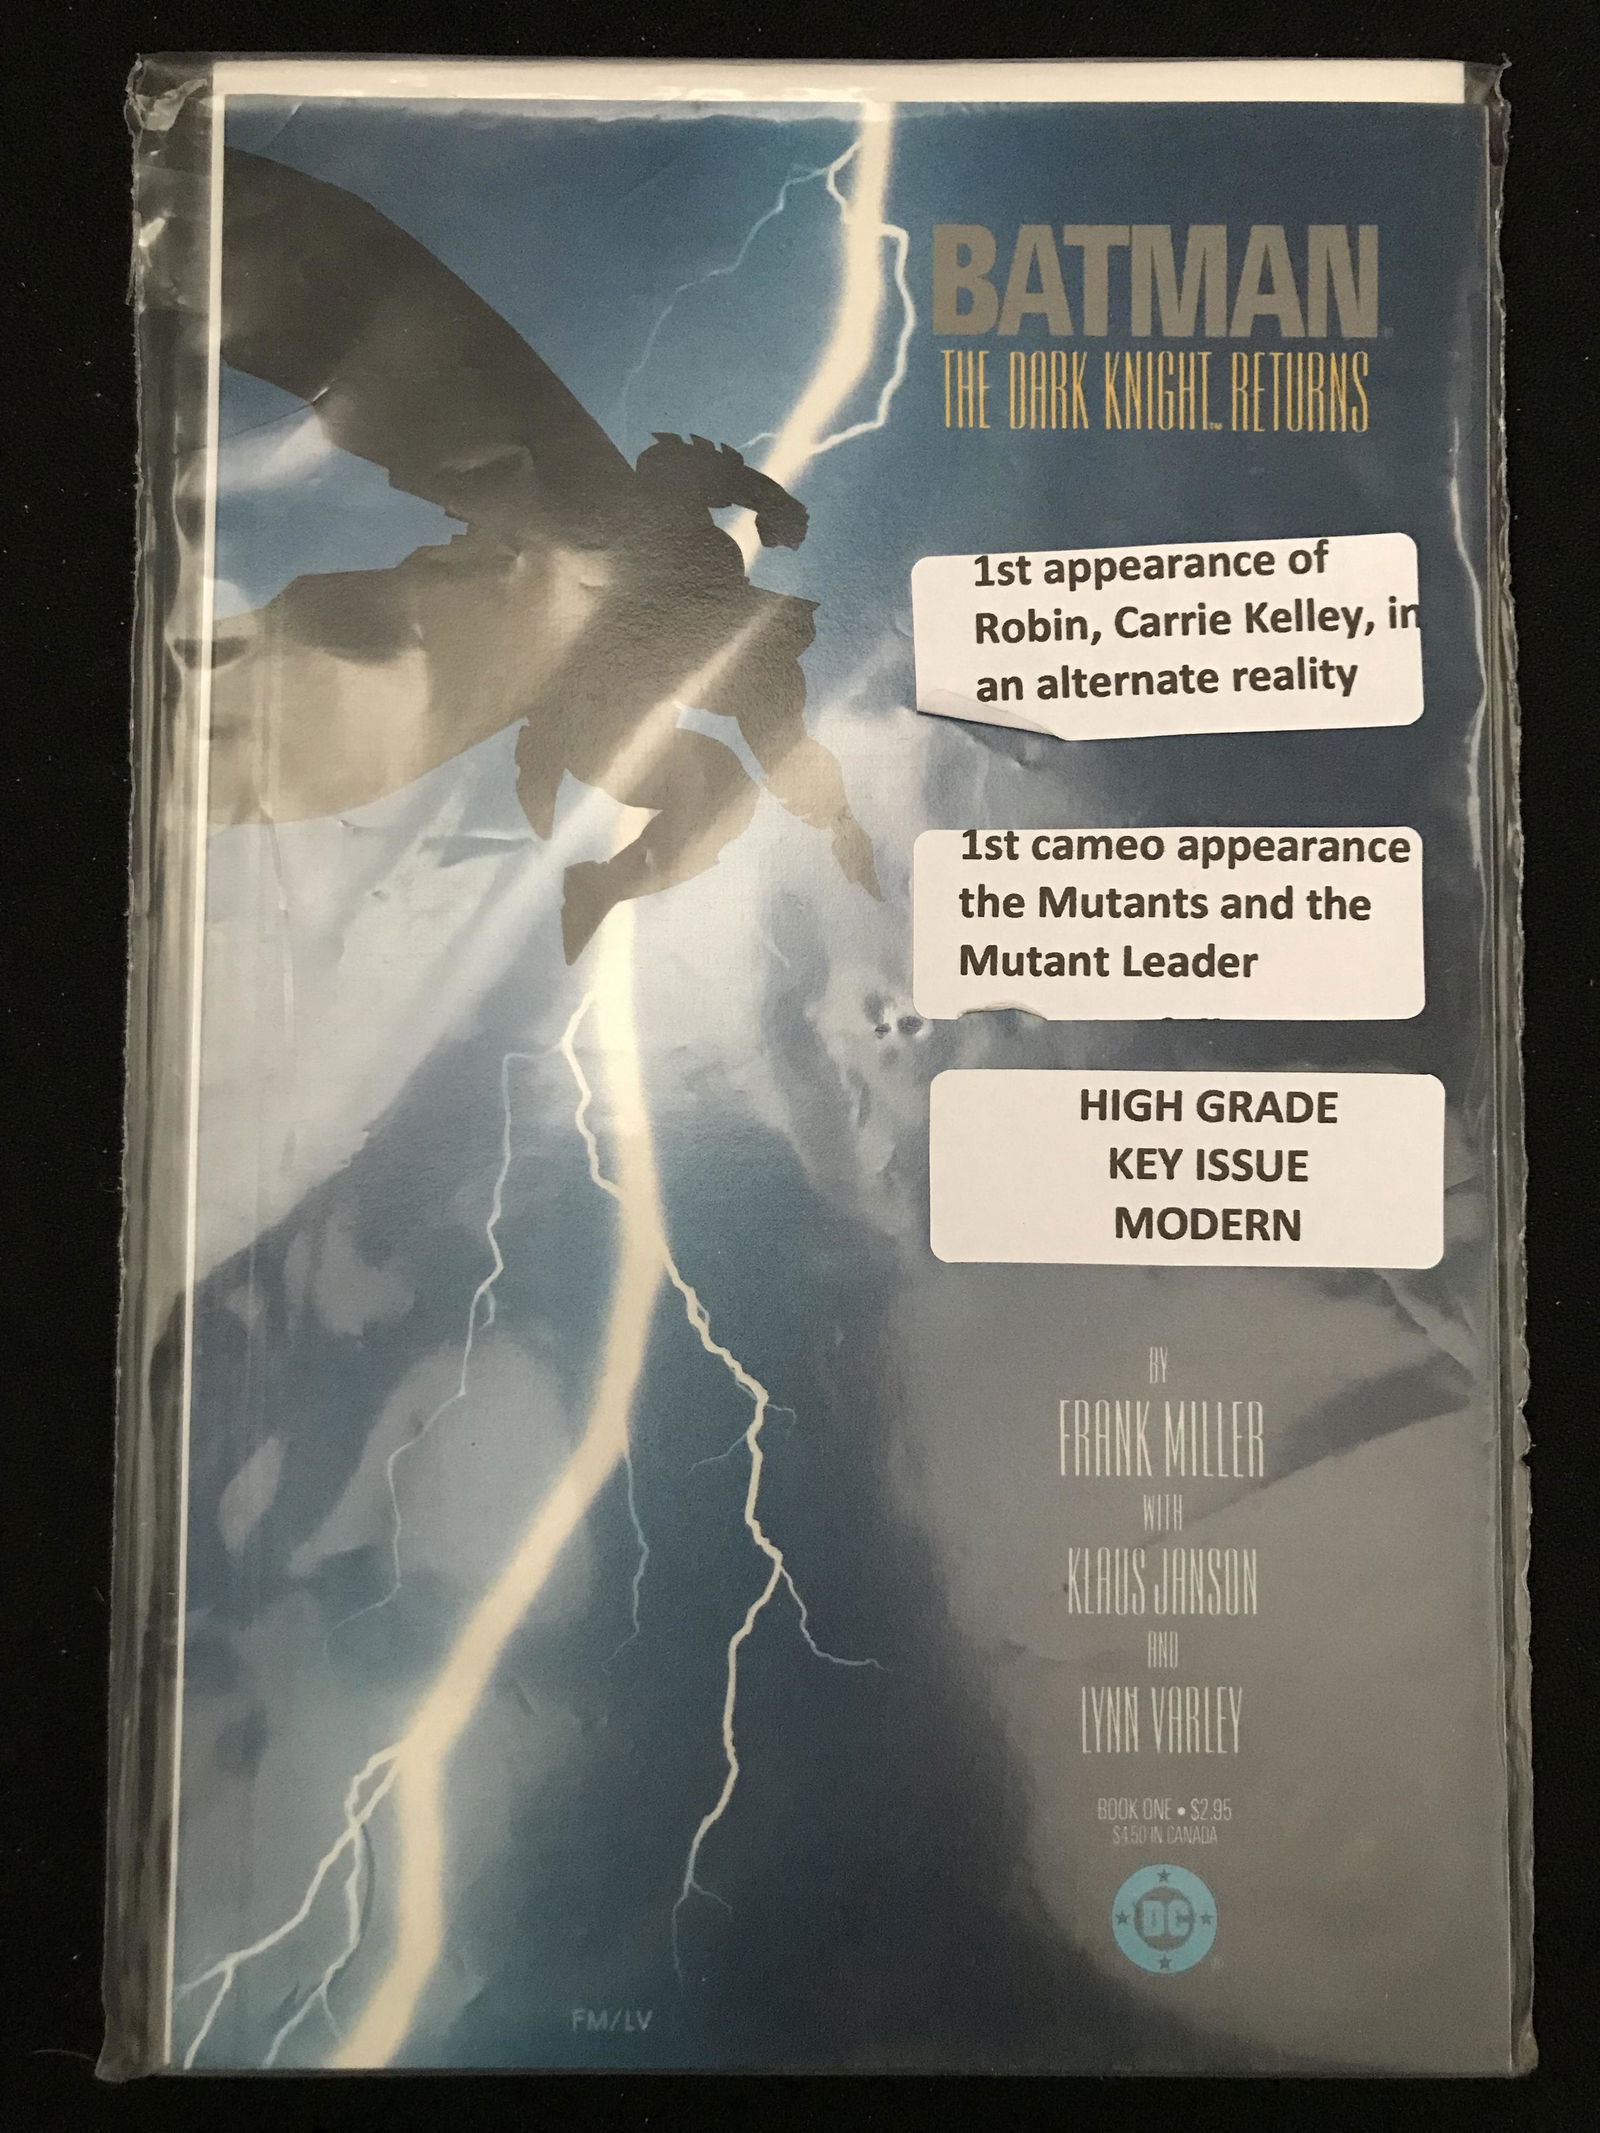 BATMAN
THE DARK KNIGHT™ RETURNS
1st appearance of
Robin, Carrie Kelley, in
an alternate reality
1st cameo appearance
the Mutants and the
Mutant Leader
HIGH GRADE
KEY ISSUE
MODERN
BY
FRANK MILLER
WITH
KLAUS JANSON
AND
LYNN VARLEY
BOOK ONE • $2.95
$4.50 IN CANADA
DC
FM/LV